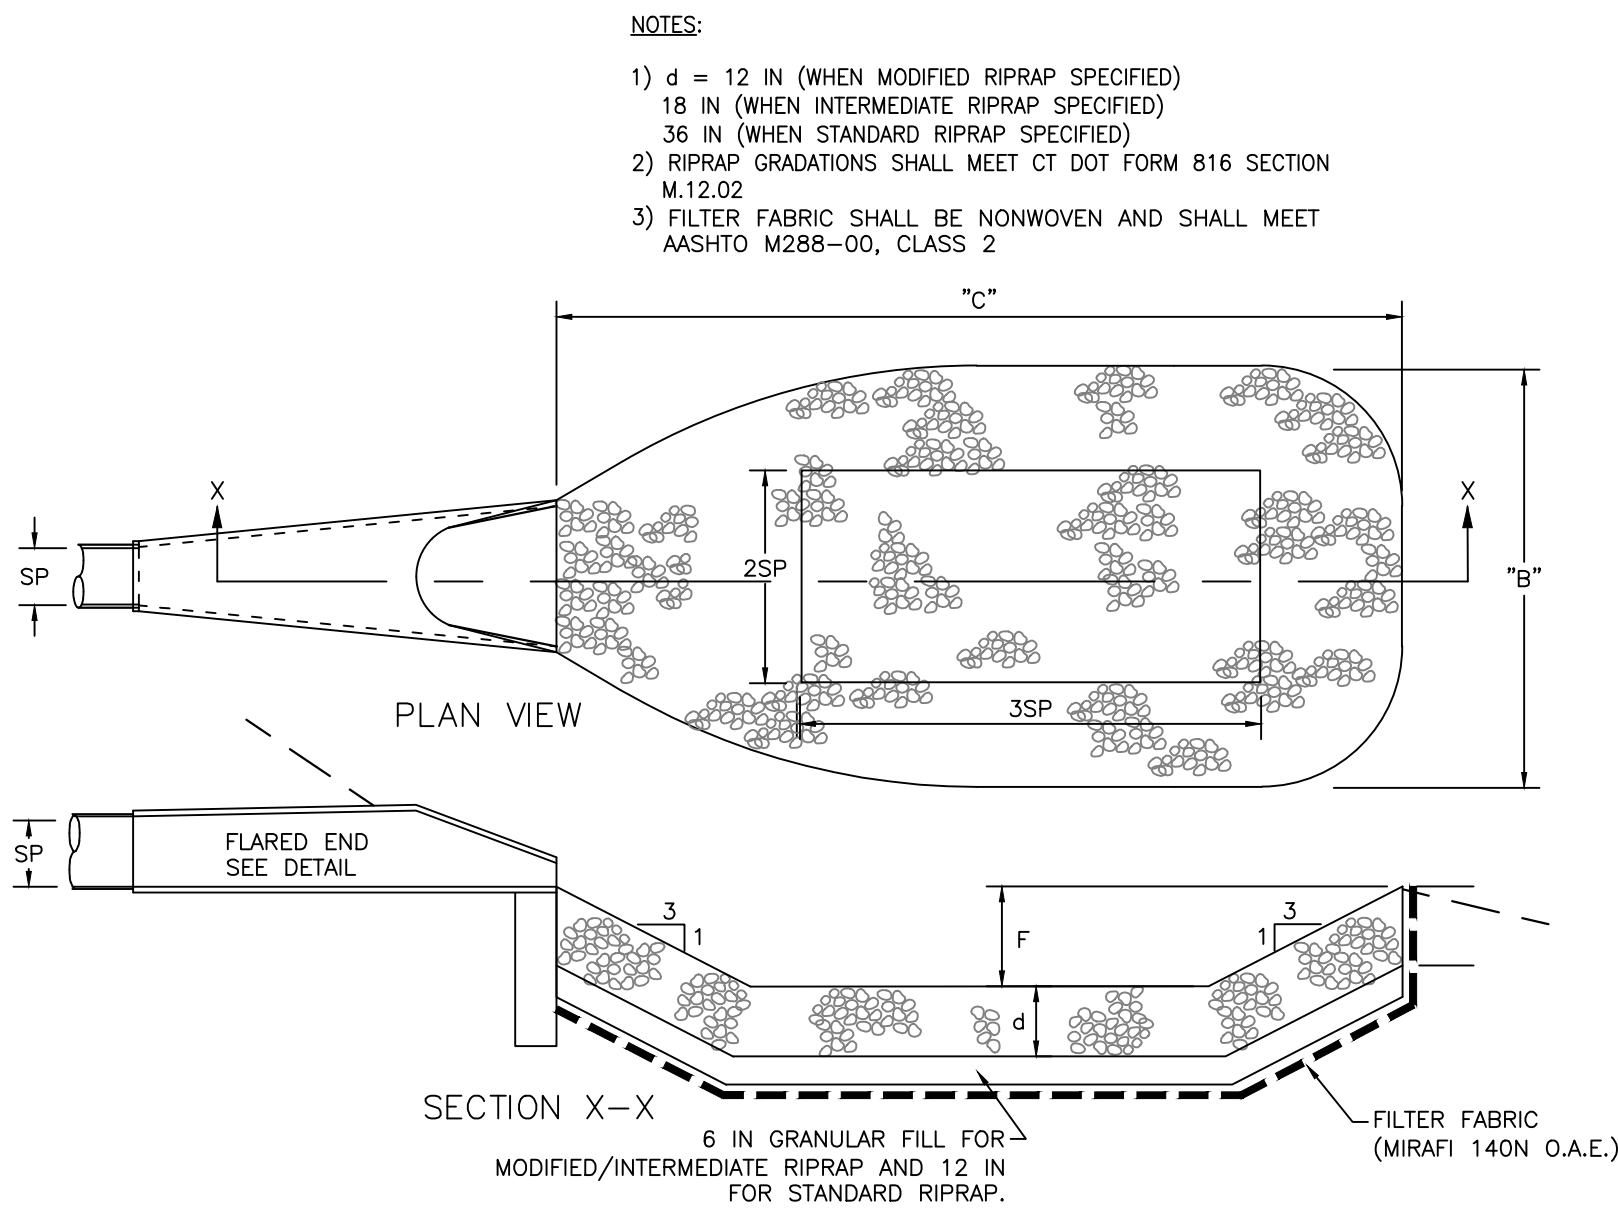 NOTES:
1) d = 12 IN (WHEN MODIFIED RIPRAP SPECIFIED)
18 IN (WHEN INTERMEDIATE RIPRAP SPECIFIED)
36 IN (WHEN STANDARD RIPRAP SPECIFIED)
2) RIPRAP GRADATIONS SHALL MEET CT DOT FORM 816 SECTION
M.12.02
3) FILTER FABRIC SHALL BE NONWOVEN AND SHALL MEET
AASHTO M288-00, CLASS 2
"C"
X
X
SP
2SP
"B"
3SP
PLAN VIEW
FLARED END
SEE DETAIL
SP
3
1
F
3
1
d
SECTION X-X
6 IN GRANULAR FILL FOR
MODIFIED/INTERMEDIATE RIPRAP AND 12 IN
FOR STANDARD RIPRAP.
FILTER FABRIC
(MIRAFI 140N O.A.E.)